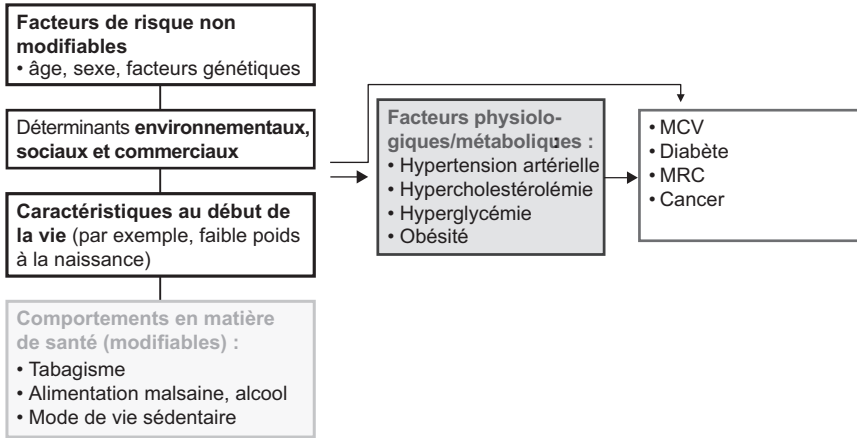 Facteurs de risque non
modifiables
• âge, sexe, facteurs génétiques
Déterminants environnementaux,
sociaux et commerciaux
Caractéristiques au début de
la vie (par exemple, faible poids
à la naissance)
Comportements en matière
de santé (modifiables) :
• Tabagisme
• Alimentation malsaine, alcool
• Mode de vie sédentaire
Facteurs physiolo-
giques/métaboliques :
• Hypertension artérielle
• Hypercholestérolémie
• Hyperglycémie
• Obésité
• MCV
• Diabète
• MRC
• Cancer